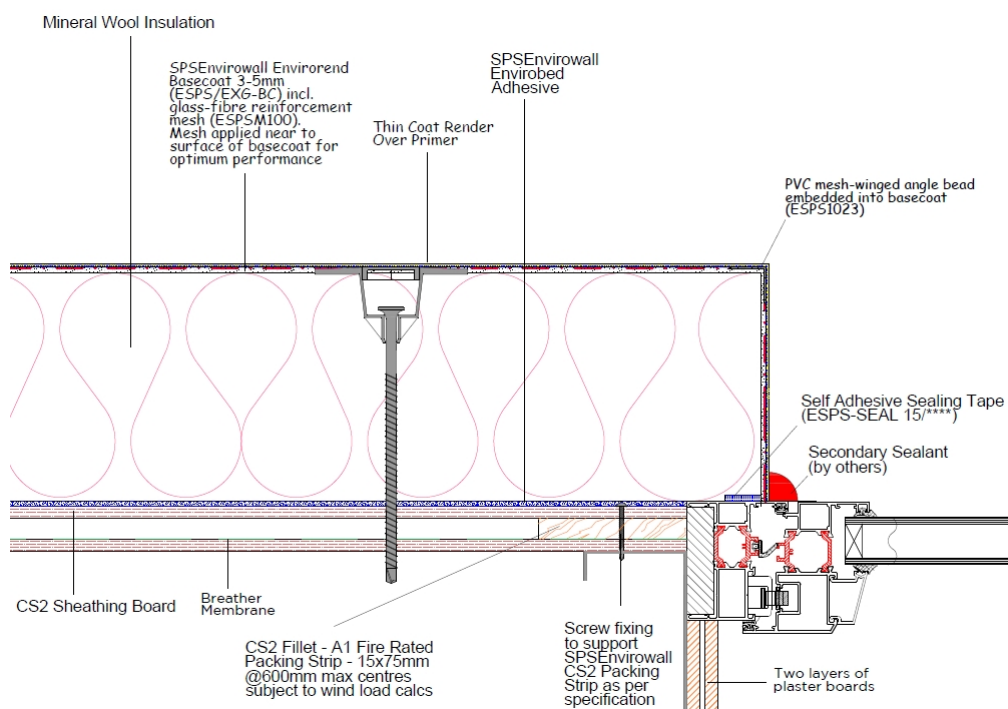 Mineral Wool Insulation
SPSEnvirowall Envirorend
Basecoat 3-5mm
(ESPS/EXG-BC) incl.
glass-fibre reinforcement
mesh (ESPSM100).
Mesh applied near to
surface of basecoat for
optimum performance
Thin Coat Render
Over Primer
SPSEnvirowall
Envirobed
Adhesive
PVC mesh-winged angle bead
embedded into basecoat
(ESPS1023)
Self Adhesive Sealing Tape
(ESPS-SEAL 15/****)
Secondary Sealant
(by others)
CS2 Sheathing Board
Breather
Membrane
CS2 Fillet - A1 Fire Rated
Packing Strip - 15x75mm
@600mm max centres
subject to wind load calcs
Screw fixing
to support
SPSEnvirowall
CS2 Packing
Strip as per
specification
Two layers of
plaster boards